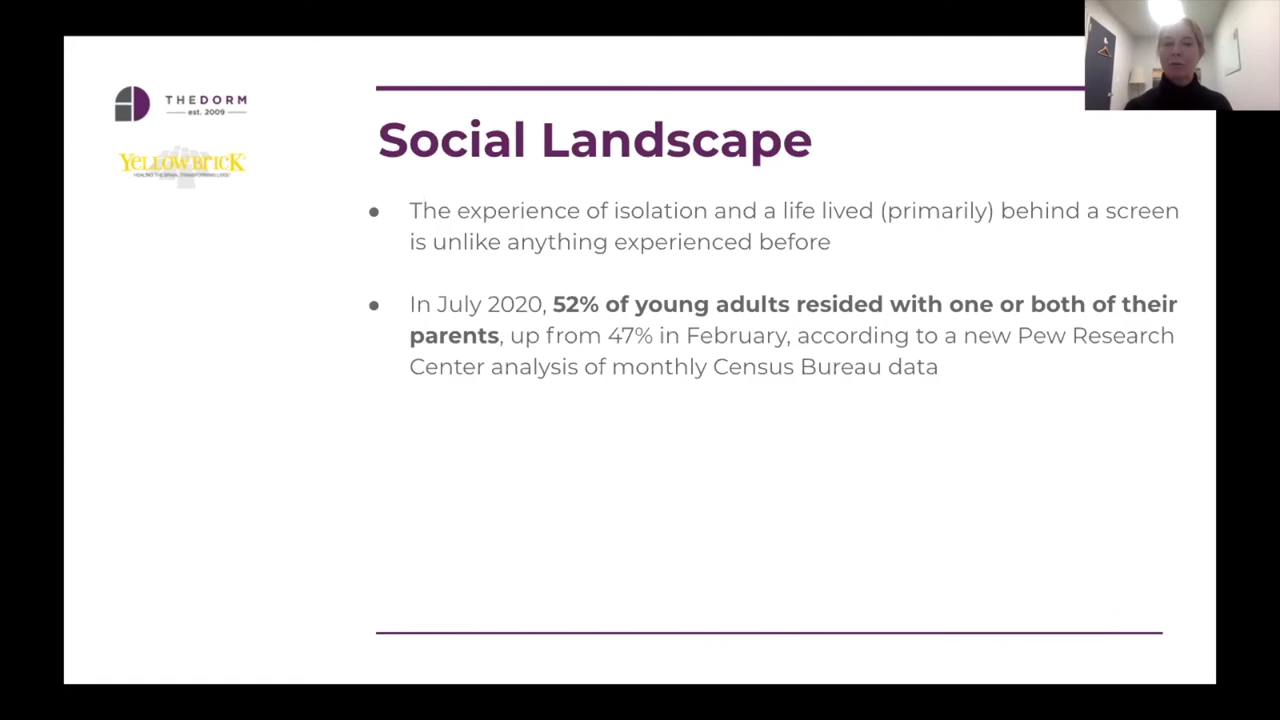 THEDORM
est. 2009
YELLOWBRICK
Social Landscape
● The experience of isolation and a life lived (primarily) behind a screen
is unlike anything experienced before
● In July 2020, 52% of young adults resided with one or both of their
parents, up from 47% in February, according to a new Pew Research
Center analysis of monthly Census Bureau data